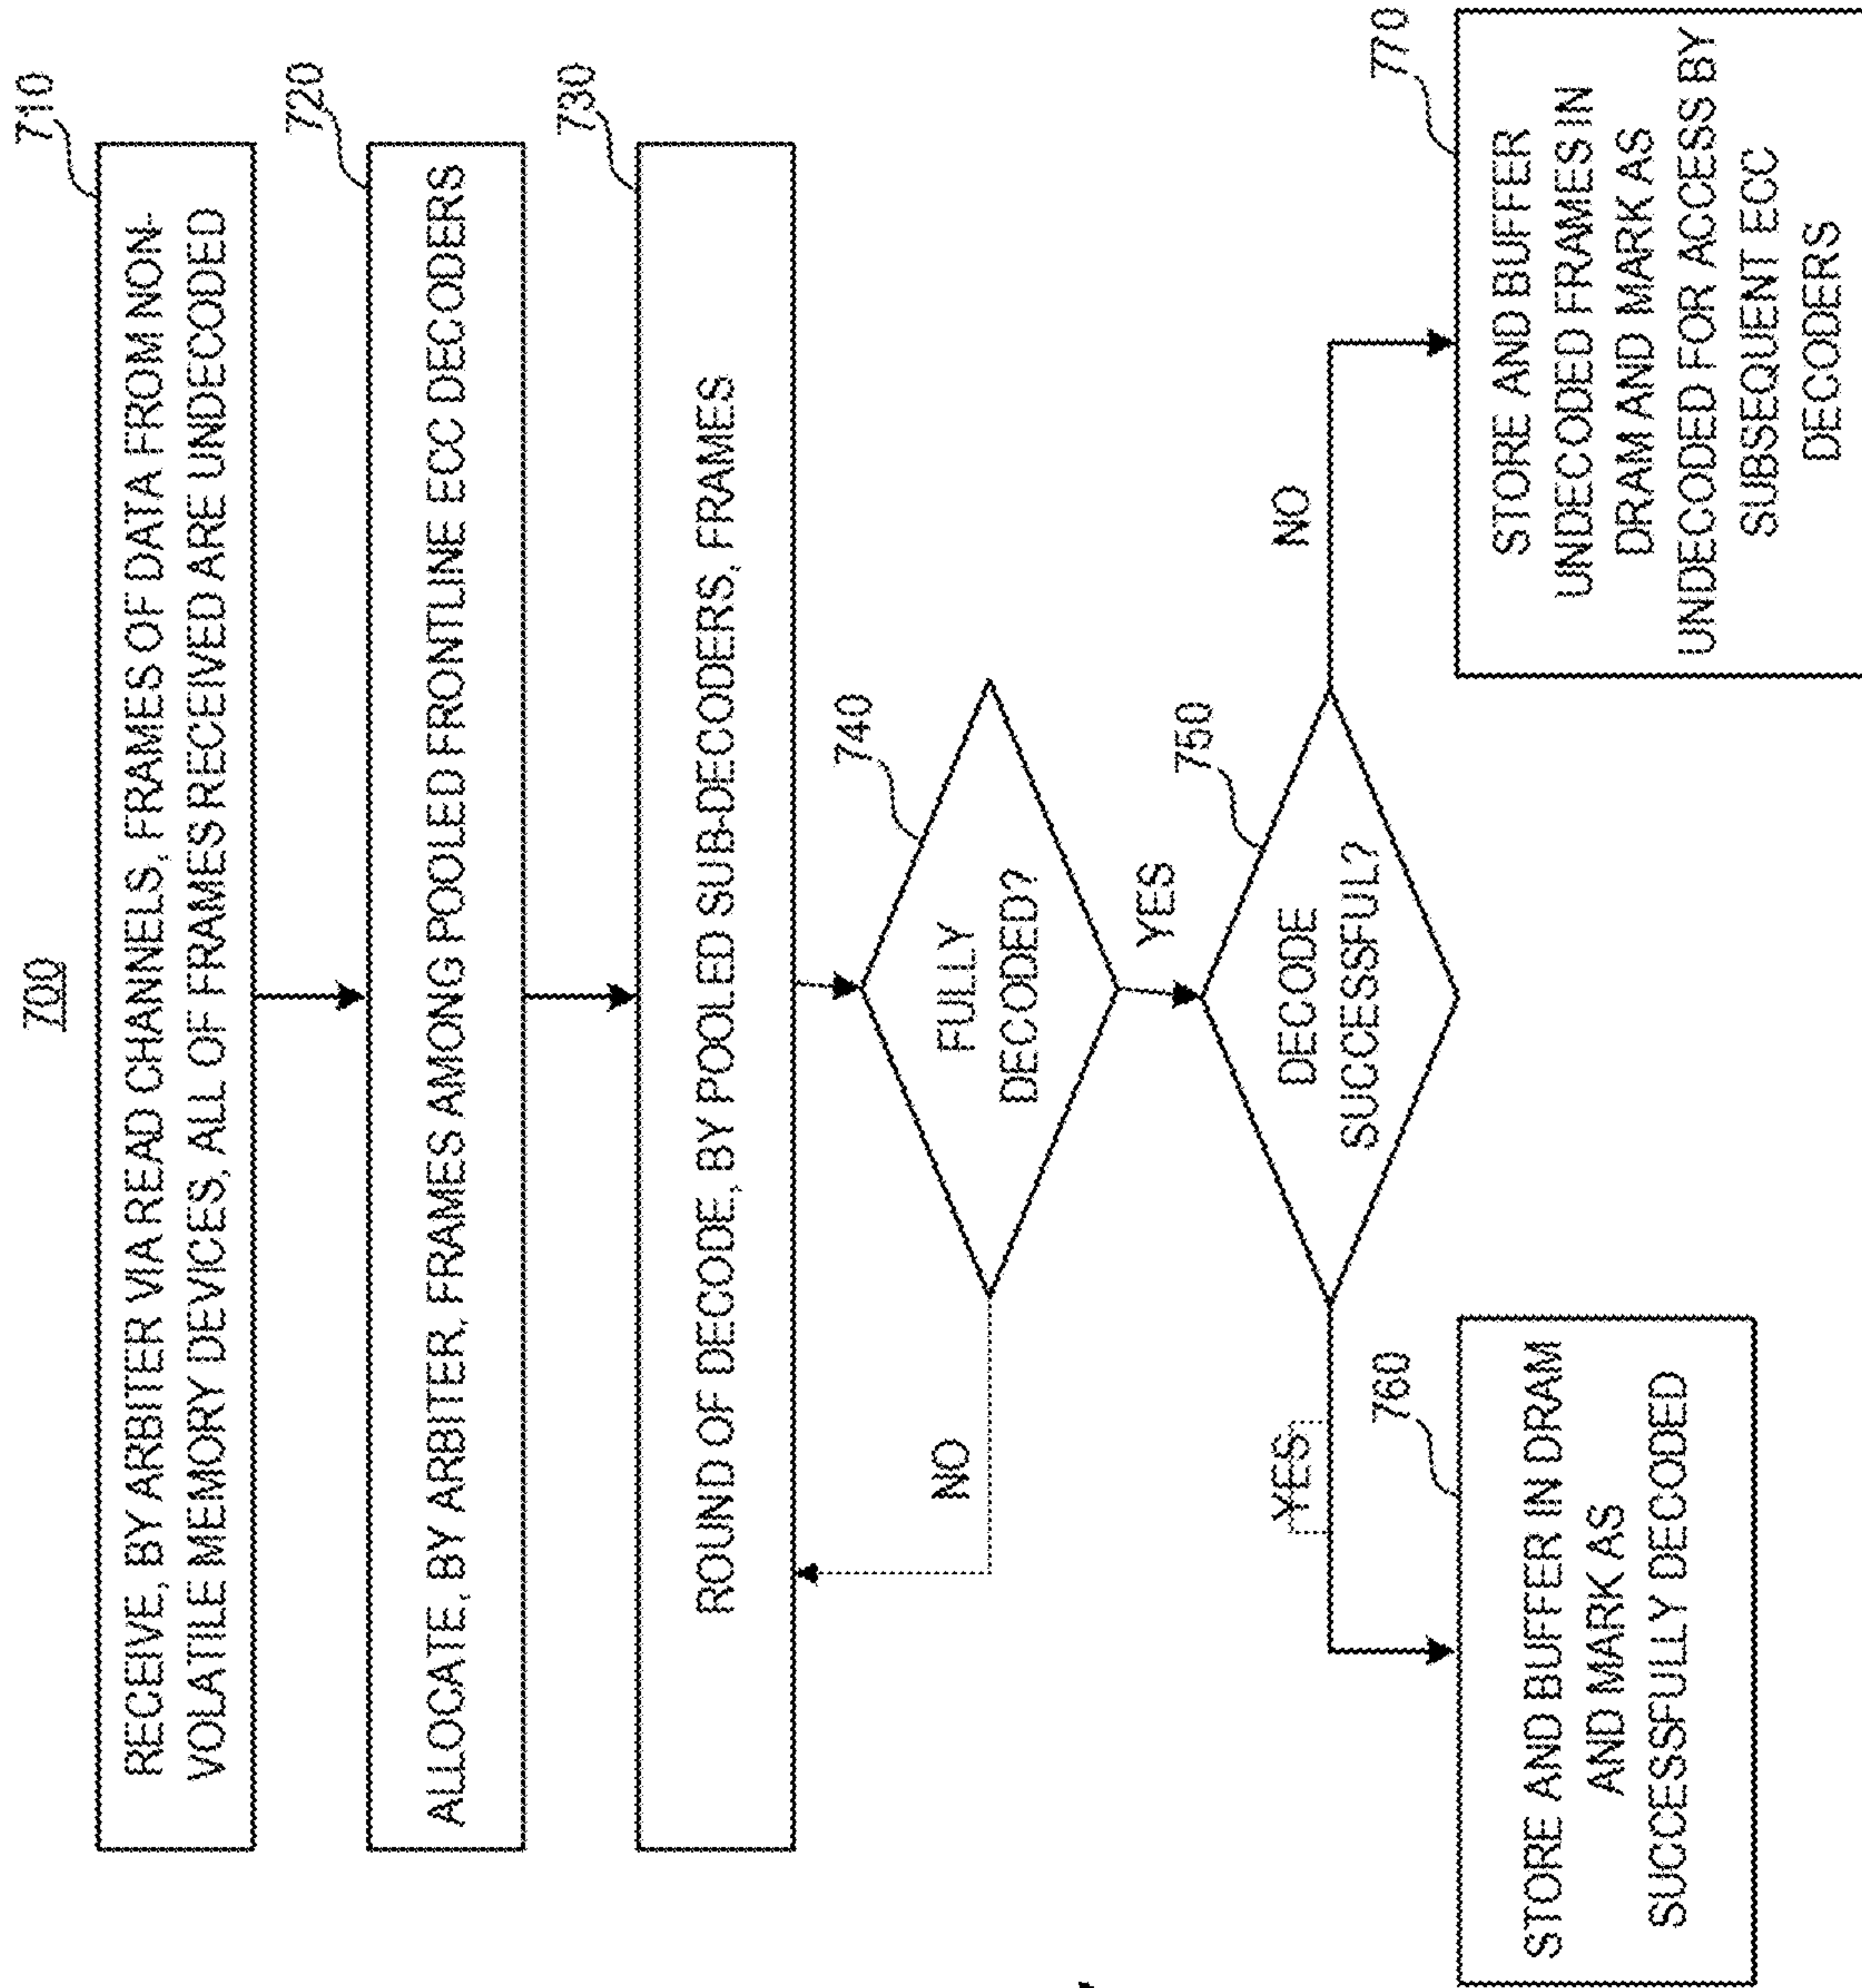 700
710
RECEIVE, BY ARBITER VIA READ CHANNELS, FRAMES OF DATA FROM NON-
VOLATILE MEMORY DEVICES, ALL OF FRAMES RECEIVED ARE UNDECODED
720
ALLOCATE, BY ARBITER, FRAMES AMONG POOLED FRONTLINE ECC DECODERS
730
ROUND OF DECODE, BY POOLED SUB-DECODERS, FRAMES
740
FULLY
DECODED?
NO
YES
750
DECODE
SUCCESSFUL?
YES
NO
760
STORE AND BUFFER IN DRAM
AND MARK AS
SUCCESSFULLY DECODED
770
STORE AND BUFFER
UNDECODED FRAMES IN
DRAM AND MARK AS
UNDECODED FOR ACCESS BY
SUBSEQUENT ECC
DECODERS